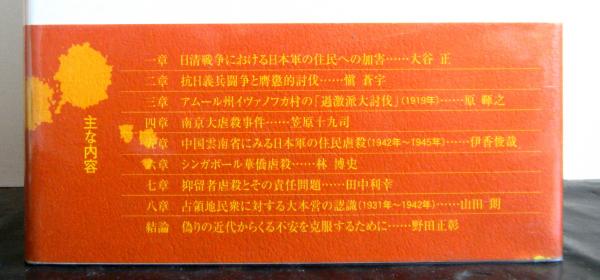 主な内容
一章 日清戦争における日本軍の住民への加害……大谷 正
二章 抗日義兵闘争と膺懲的討伐……愼 蒼宇
三章 アムール州イヴァノフカ村の「過激派大討伐」(1919年)……原 暉之
四章 南京大虐殺事件……笠原十九司
五章 中国雲南省にみる日本軍の住民虐殺(1942年〜1945年)……伊香俊哉
六章 シンガポール華僑虐殺……林 博史
七章 抑留者虐殺とその責任問題……田中利幸
八章 占領地民衆に対する大本営の認識(1931年〜1942年)……山田 朗
結論 偽りの近代からくる不安を克服するために……野田正彰